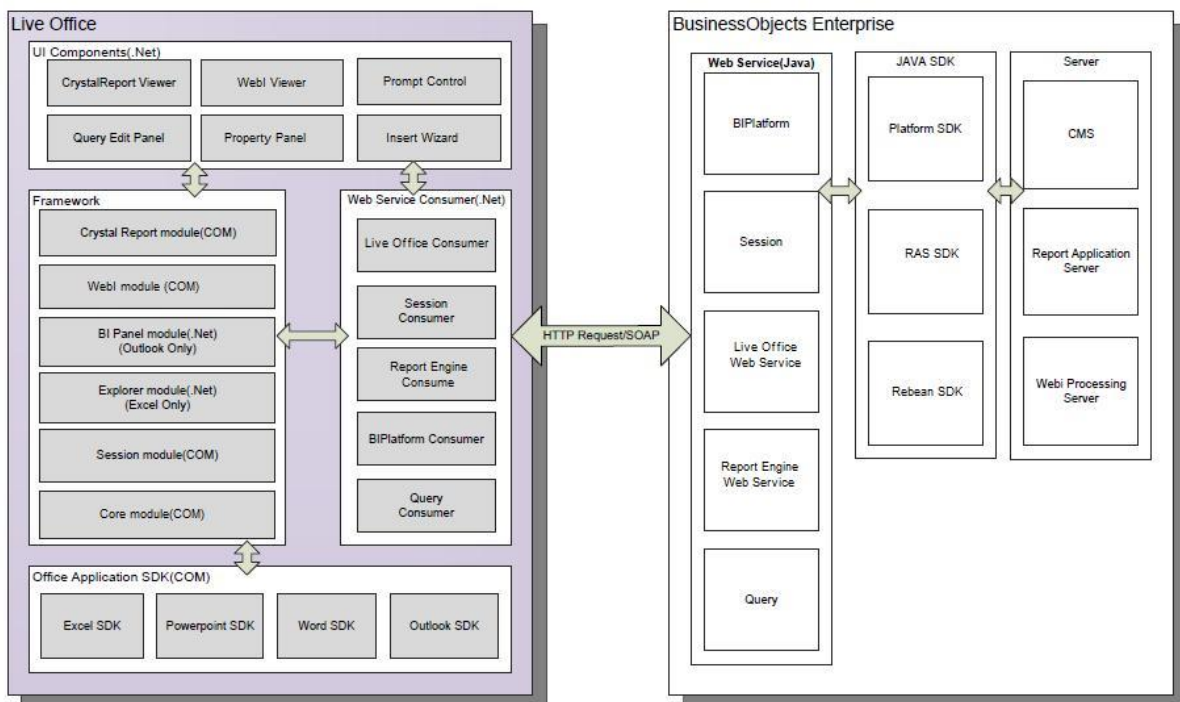 Live Office
UI Components(.Net)
CrystalReport Viewer
WebI Viewer
Prompt Control
Query Edit Panel
Property Panel
Insert Wizard
Framework
Crystal Report module(COM)
WebI module (COM)
BI Panel module(.Net)
(Outlook Only)
Explorer module(.Net)
(Excel Only)
Session module(COM)
Core module(COM)
Web Service Consumer(.Net)
Live Office Consumer
Session
Consumer
Report Engine
Consume
BIPlatform Consumer
Query
Consumer
Office Application SDK(COM)
Excel SDK
Powerpoint SDK
Word SDK
Outlook SDK
HTTP Request/SOAP
BusinessObjects Enterprise
Web Service(Java)
BIPlatform
Session
Live Office
Web Service
Report Engine
Web Service
Query
JAVA SDK
Platform SDK
RAS SDK
Rebean SDK
Server
CMS
Report Application
Server
Webi Processing
Server